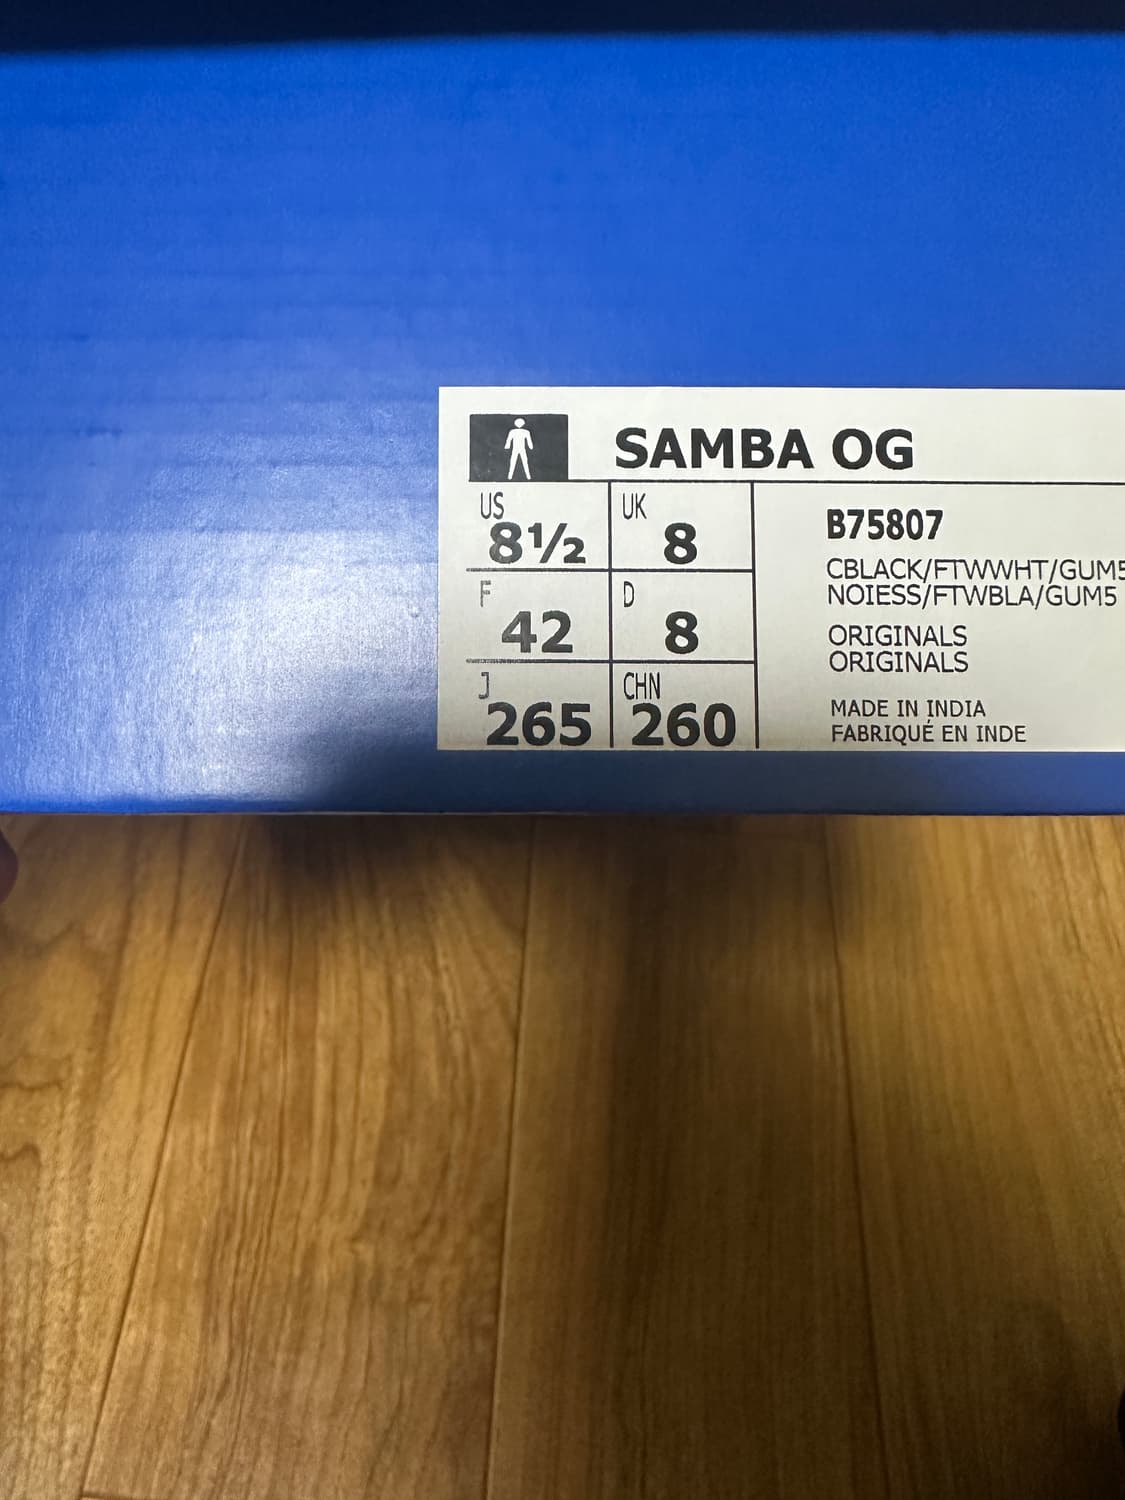 SAMBA OG
US
8½
UK
8
F
42
D
8
J
265
CHN
260
B75807
CBLACK/FTWWHT/GUM5
NOIESS/FTWBLA/GUM5
ORIGINALS
ORIGINALS
MADE IN INDIA
FABRIQUÉ EN INDE